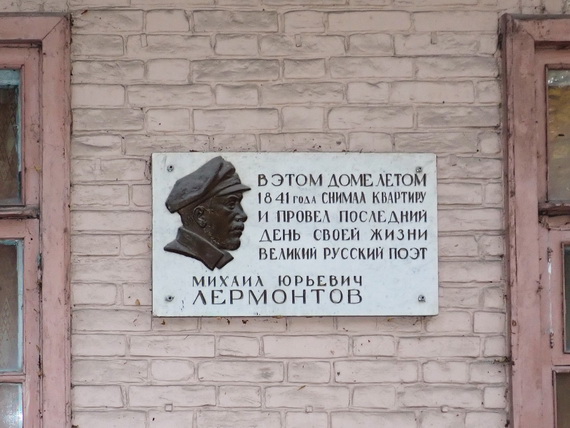 В ЭТОМ ДОМЕ ЛЕТОМ
1841 ГОДА СНИМАЛ КВАРТИРУ
И ПРОВЕЛ ПОСЛЕДНИЙ
ДЕНЬ СВОЕЙ ЖИЗНИ
ВЕЛИКИЙ РУССКИЙ ПОЭТ
МИХАИЛ ЮРЬЕВИЧ
ЛЕРМОНТОВ